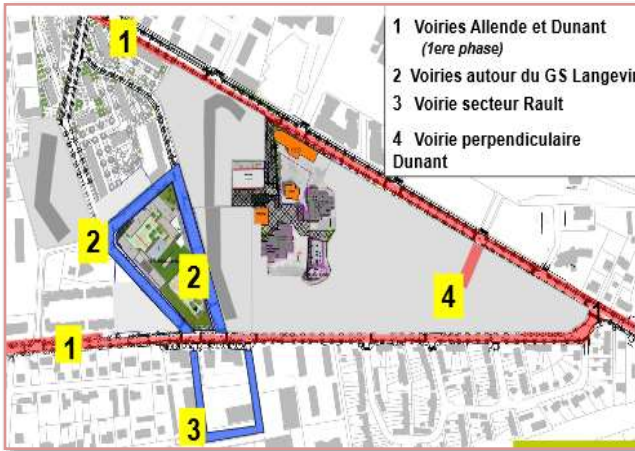 1 Voiries Allende et Dunant
(1ere phase)
2 Voiries autour du GS Langevin
3 Voirie secteur Rault
4 Voirie perpendiculaire
Dunant
1
2
2
4
1
3